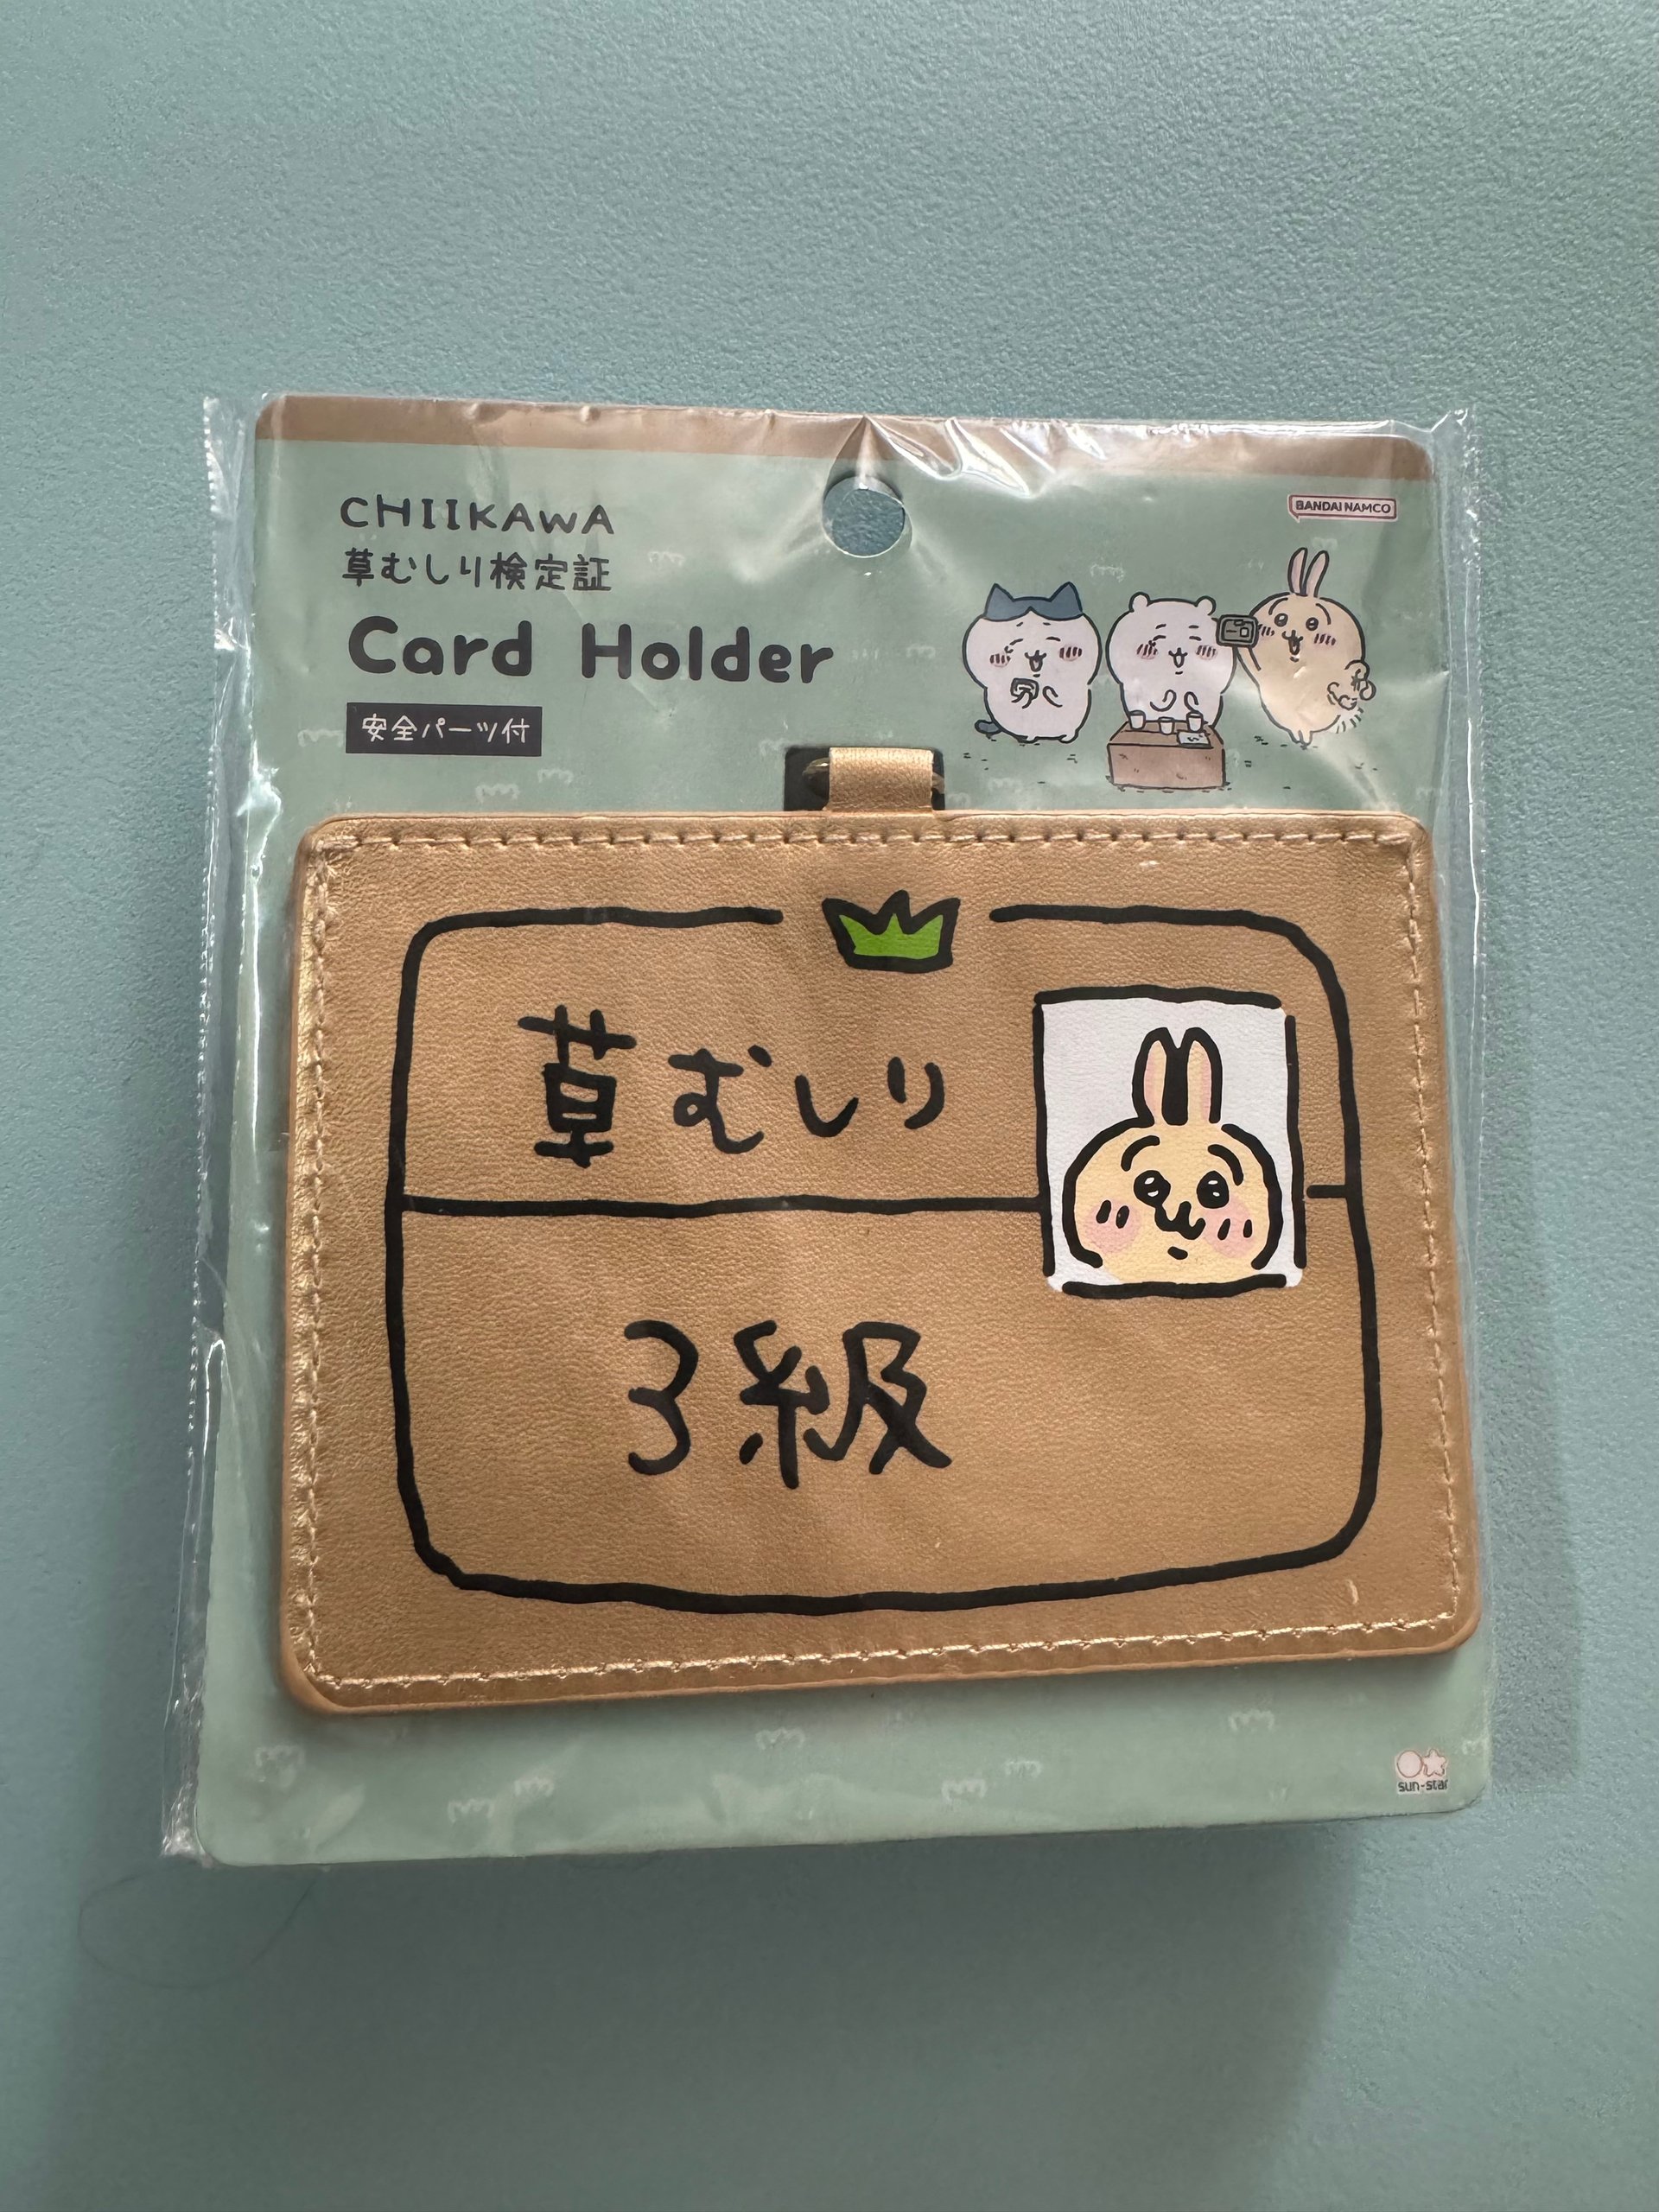 CHIIKAWA
草むしり検定証
Card Holder
安全パーツ付
BANDAI NAMCO
草むしり
3級
sun-star